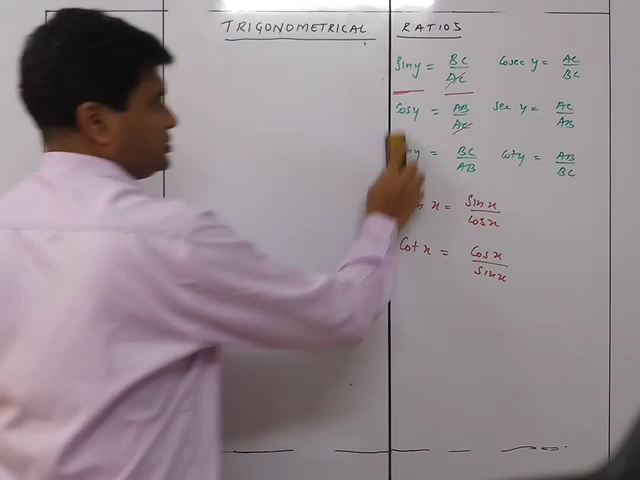 TRIGONOMETRICAL RATIOS
Sin y = BC/AC Cosec y = AC/BC
Cos y = AB/AC sec y = AC/AB
y = BC/AB Cot y = AB/BC
x = Sin x/Cos x
Cot x = Cos x/Sin x